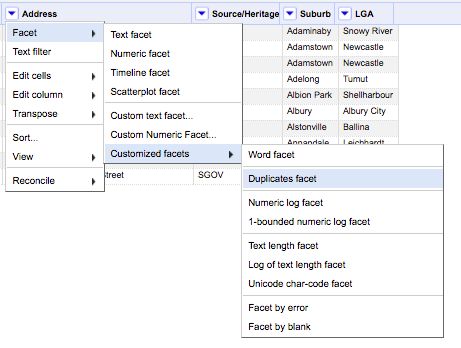 Address
Source/Heritage
Suburb
LGA
Facet
Text filter
Edit cells
Edit column
Transpose
Sort...
View
Reconcile
Text facet
Numeric facet
Timeline facet
Scatterplot facet
Custom text facet...
Custom Numeric Facet...
Customized facets
Word facet
Duplicates facet
Numeric log facet
1-bounded numeric log facet
Text length facet
Log of text length facet
Unicode char-code facet
Facet by error
Facet by blank
Adaminaby Snowy River
Adamstown Newcastle
Adamstown Newcastle
Adelong Tumut
Albion Park Shellharbour
Albury Albury City
Alstonville Ballina
Annandale Leichhardt
Street SGOV